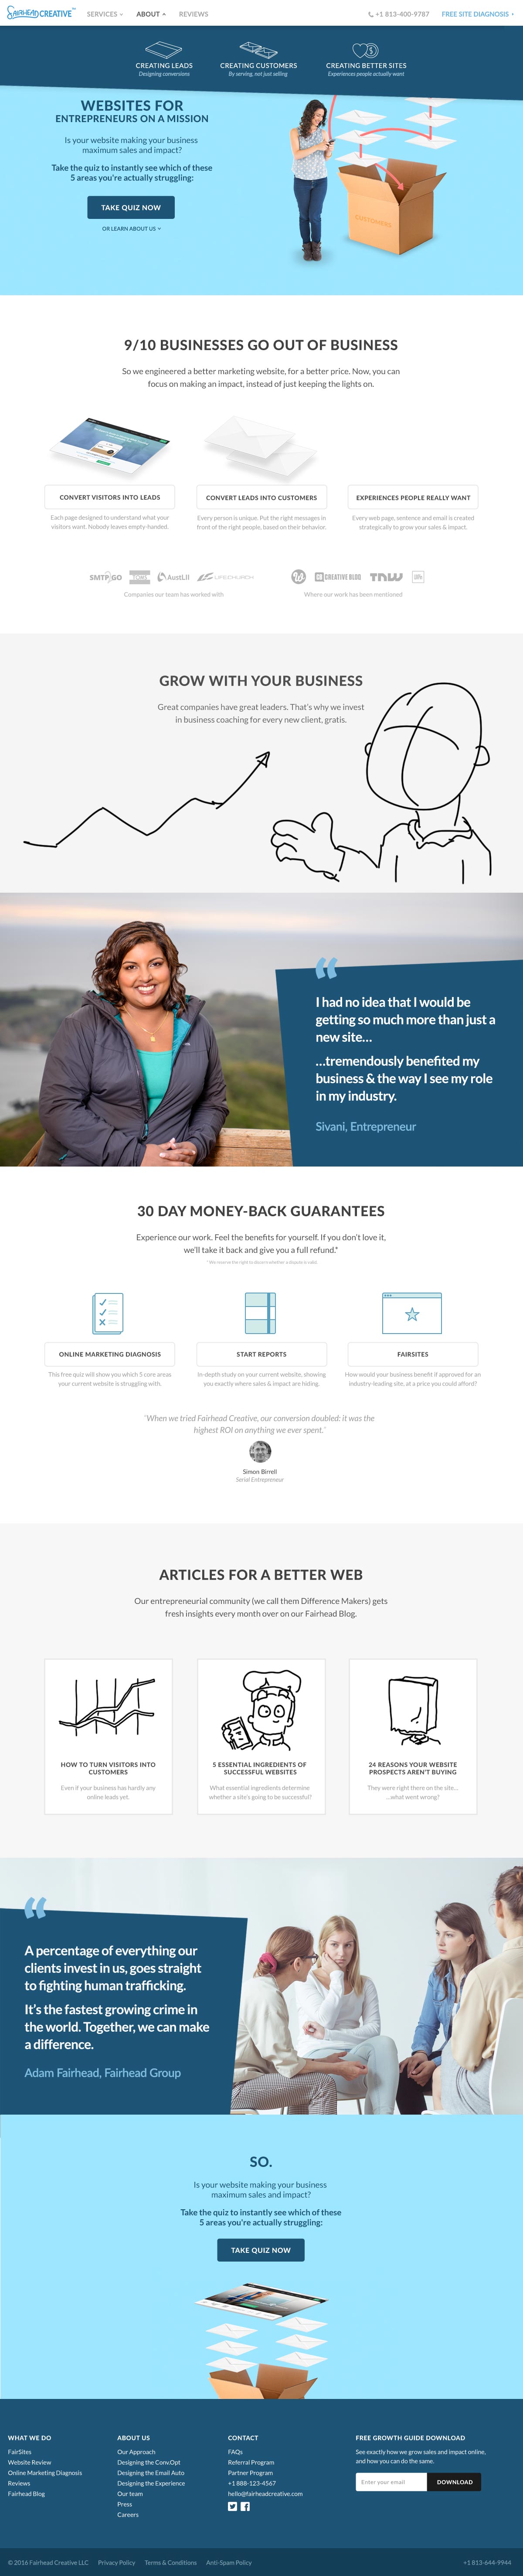 FAIRHEAD CREATIVE™
SERVICES
ABOUT
REVIEWS
+1 813-400-9787
FREE SITE DIAGNOSIS
CREATING LEADS
Designing conversions
CREATING CUSTOMERS
By serving, not just selling
CREATING BETTER SITES
Experiences people actually want
WEBSITES FOR
ENTREPRENEURS ON A MISSION
Is your website making your business
maximum sales and impact?
Take the quiz to instantly see which of these
5 areas you're actually struggling:
TAKE QUIZ NOW
OR LEARN ABOUT US
CUSTOMERS
9/10 BUSINESSES GO OUT OF BUSINESS
So we engineered a better marketing website, for a better price. Now, you can
focus on making an impact, instead of just keeping the lights on.
CONVERT VISITORS INTO LEADS
Each page designed to understand what your
visitors want. Nobody leaves empty-handed.
CONVERT LEADS INTO CUSTOMERS
Every person is unique. Put the right messages in
front of the right people, based on their behavior.
EXPERIENCES PEOPLE REALLY WANT
Every web page, sentence and email is created
strategically to grow your sales & impact.
SMTP2GO
AustLII
LIFECHURCH
Companies our team has worked with
CREATIVE BLOQ
TNW
Where our work has been mentioned
GROW WITH YOUR BUSINESS
Great companies have great leaders. That's why we invest
in business coaching for every new client, gratis.
“
I had no idea that I would be
getting so much more than just a
new site...
...tremendously benefited my
business & the way I see my role
in my industry.
Sivani, Entrepreneur
30 DAY MONEY-BACK GUARANTEES
Experience our work. Feel the benefits for yourself. If you don't love it,
we'll take it back and give you a full refund.*
* We reserve the right to discern whether a dispute is valid.
ONLINE MARKETING DIAGNOSIS
This free quiz will show you which 5 core areas
your current website is struggling with.
START REPORTS
In-depth study on your current website, showing
you exactly where sales & impact are hiding.
FAIRSITES
How would your business benefit if approved for an
industry-leading site, at a price you could afford?
"When we tried Fairhead Creative, our conversion doubled: it was the
highest ROI on anything we ever spent."
Simon Birrell
Serial Entrepreneur
ARTICLES FOR A BETTER WEB
Our entrepreneurial community (we call them Difference Makers) gets
fresh insights every month over on our Fairhead Blog.
HOW TO TURN VISITORS INTO
CUSTOMERS
Even if your business has hardly any
online leads yet.
5 ESSENTIAL INGREDIENTS OF
SUCCESSFUL WEBSITES
What essential ingredients determine
whether a site's going to be successful?
24 REASONS YOUR WEBSITE
PROSPECTS AREN'T BUYING
They were right there on the site...
...what went wrong?
“
A percentage of everything our
clients invest in us, goes straight
to fighting human trafficking.
It's the fastest growing crime in
the world. Together, we can make
a difference.
Adam Fairhead, Fairhead Group
SO.
Is your website making your business
maximum sales and impact?
Take the quiz to instantly see which of these
5 areas you're actually struggling:
TAKE QUIZ NOW
WHAT WE DO
FairSites
Website Review
Online Marketing Diagnosis
Reviews
Fairhead Blog
ABOUT US
Our Approach
Designing the Conv.Opt
Designing the Email Auto
Designing the Experience
Our team
Press
Careers
CONTACT
FAQs
Referral Program
Partner Program
+1 888-123-4567
hello@fairheadcreative.com
FREE GROWTH GUIDE DOWNLOAD
See exactly how we grow sales and impact online,
and how you can do the same.
Enter your email
DOWNLOAD
© 2016 Fairhead Creative LLC
Privacy Policy
Terms & Conditions
Anti-Spam Policy
+1 813-644-9944